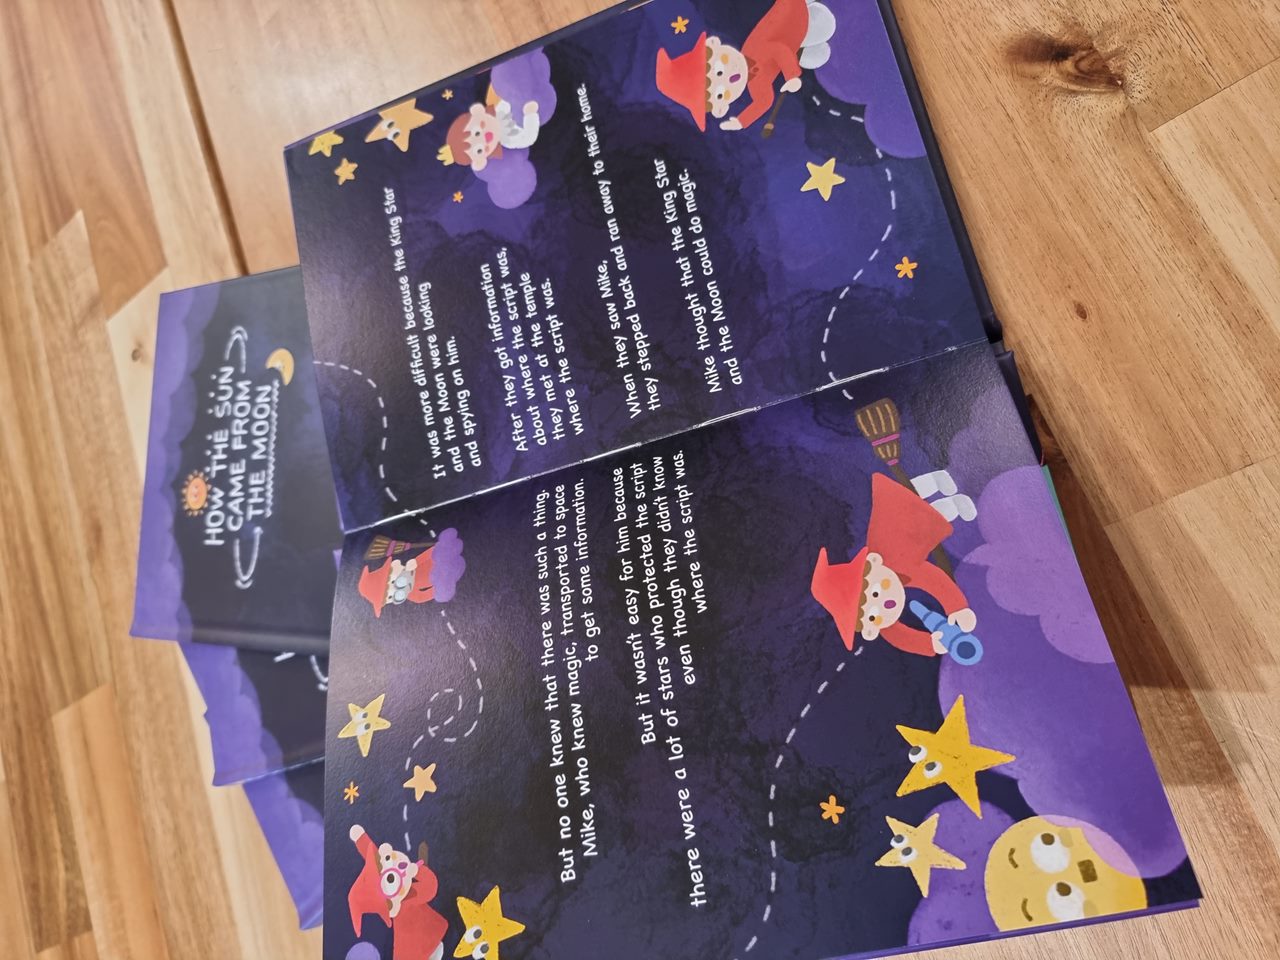 HOW THE SUN
CAME FROM
THE MOON
But no one knew that there was such a thing.
Mike, who knew magic, transported to space
to get some information.
But it wasn't easy for him because
there were a lot of stars who protected the script
even though they didn't know
where the script was.
It was more difficult because the King Star
and the Moon were looking
and spying on him.
After they got information
about where the script was,
they met at the temple
where the script was.
When they saw Mike,
they stepped back and ran away to their home.
Mike thought that the King Star
and the Moon could do magic.